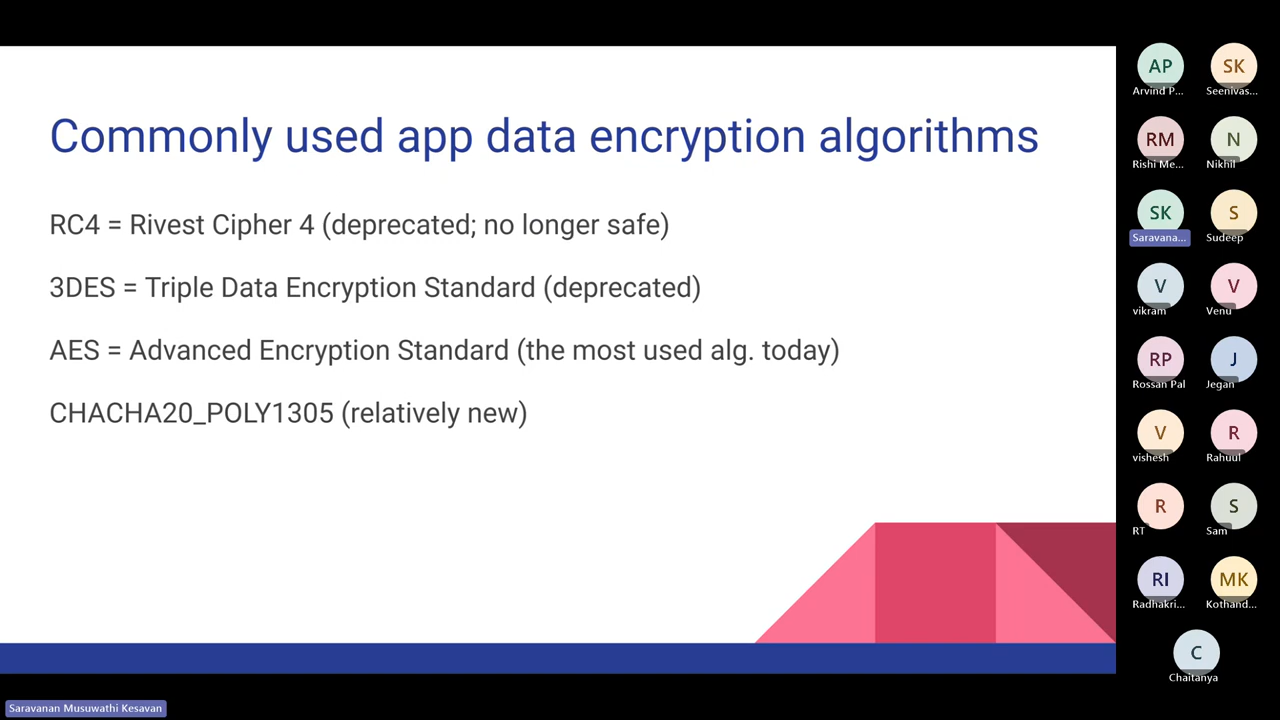 Commonly used app data encryption algorithms
RC4 = Rivest Cipher 4 (deprecated; no longer safe)
3DES = Triple Data Encryption Standard (deprecated)
AES = Advanced Encryption Standard (the most used alg. today)
CHACHA20_POLY1305 (relatively new)
AP SK
Arvind P... Seenivas...
RM N
Rishi Me... Nikhil
SK S
Saravana... Sudeep
V V
vikram Venu
RP J
Rossan Pal Jegan
V R
vishesh Rahuul
R S
RT Sam
RI MK
Radhakri... Kothand...
C
Chaitanya
Saravanan Musuwathi Kesavan